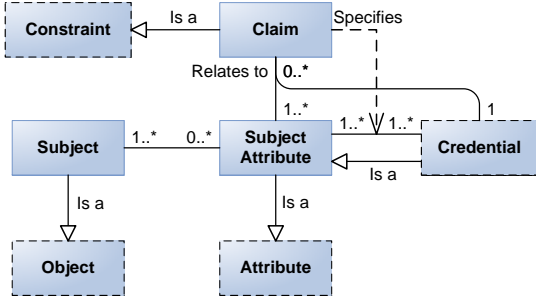 Is a
Specifies
Constraint
Claim
Relates to
0..*
1..*
1
Subject
1..*
0..*
Subject
Attribute
1..*
1..*
Credential
Is a
Is a
Is a
Object
Attribute